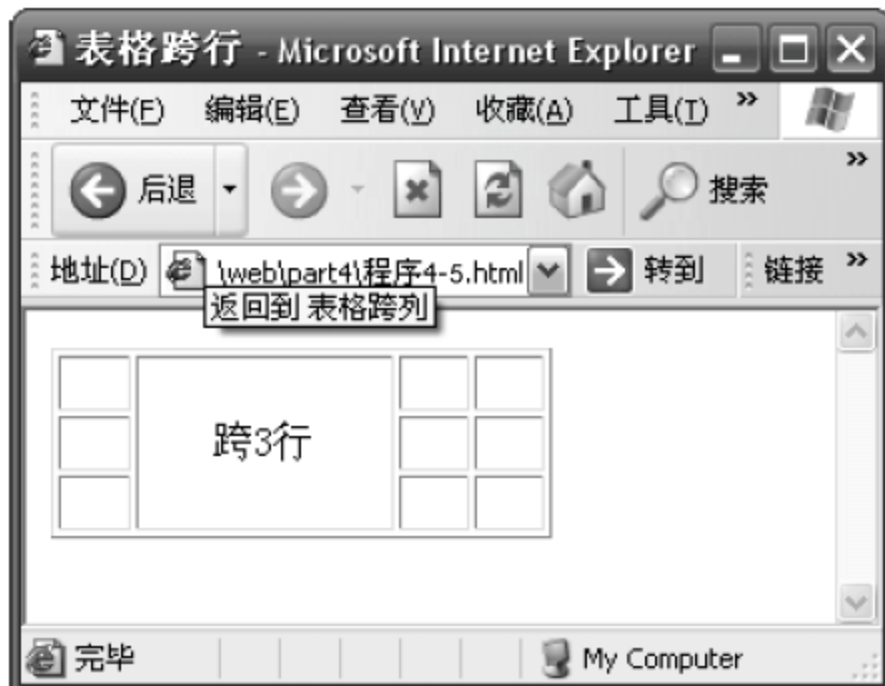 表格跨行 - Microsoft Internet Explorer
文件(F) 编辑(E) 查看(V) 收藏(A) 工具(T) »
后退 搜索 »
地址(D) \web\part4\程序4-5.html 转到 链接 »
返回到 表格跨列
跨3行
完毕 My Computer